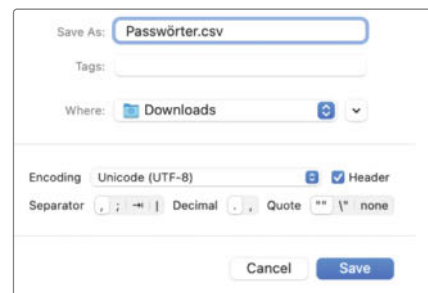 Save As: Passwörter.csv
Tags:
Where: Downloads
Encoding Unicode (UTF-8) Header
Separator , ; ⇥ | Decimal . , Quote "" \" none
Cancel Save